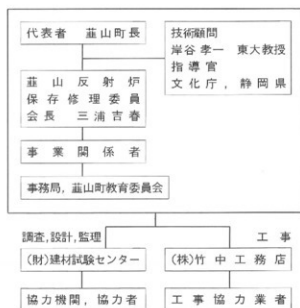 代表者　韮山町長
技術顧問
岸谷孝一　東大教授
指導官
文化庁，静岡県
韮山反射炉
保存修理委員
会長　三浦吉春
事業関係者
事務局，韮山町教育委員会
調査，設計，監理
工事
(財)建材試験センター
(株)竹中工務店
協力機関，協力者
工事協力業者